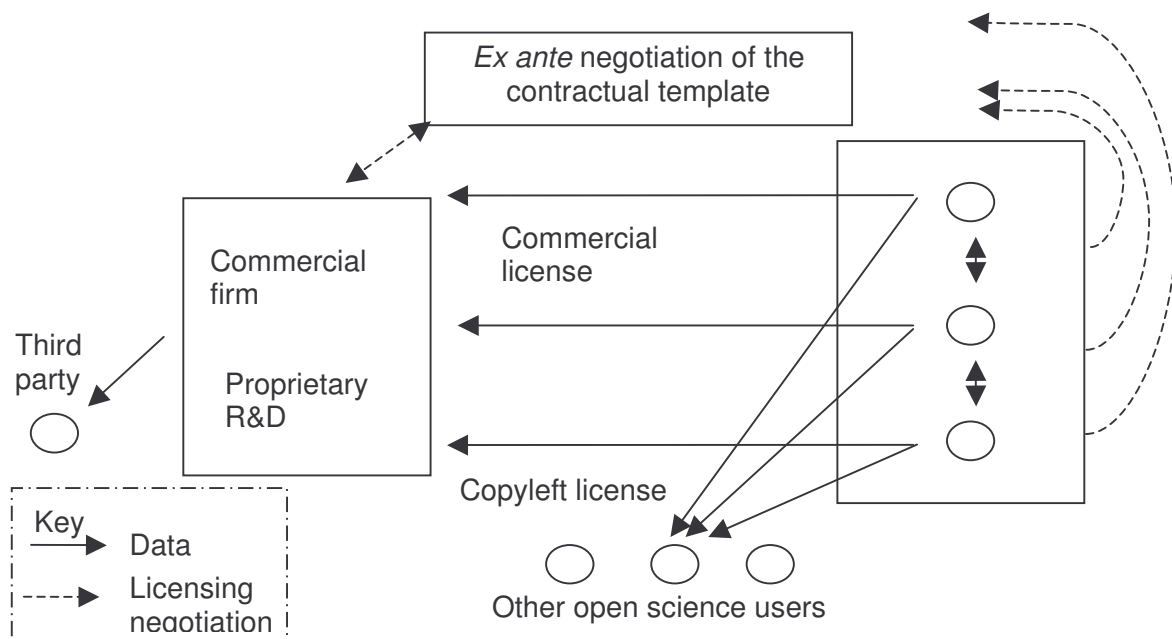 Ex ante negotiation of the
contractual template
Commercial
license
Commercial
firm
Proprietary
R&D
Third
party
Copyleft license
Key
Data
Licensing
negotiation
Other open science users